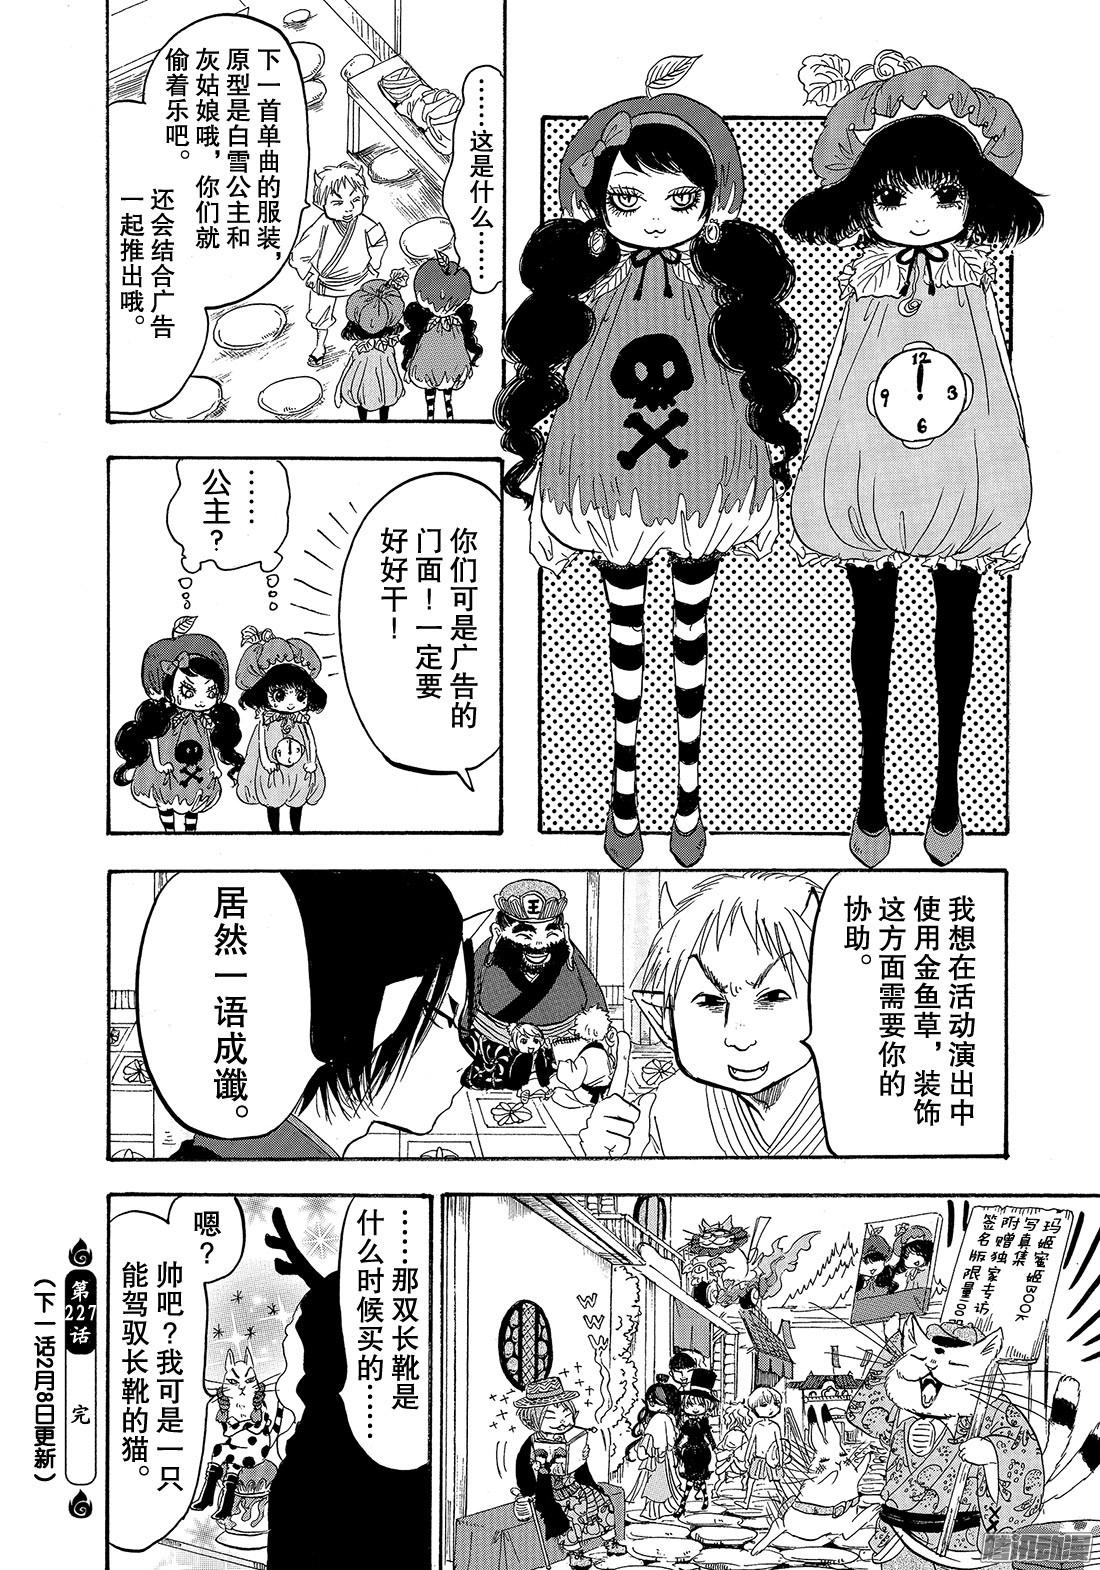 ……这是什么……
下一首单曲的服装，
原型是白雪公主和
灰姑娘哦，你们就
偷着乐吧。
还会结合广告
一起推出哦。
12
9
3
6
你们可是广告的
门面！一定要
好好干！
……
公主？
我想在活动演出中
使用金鱼草，装饰
这方面需要你的
协助。
王
居然一语成谶。
玛姬蜜姬BOOK
写真集
附赠独家专访
签名版限量00
W
W
W
W
……那双长靴是
什么时候买的……
嗯？
帅吧？我可是一只
能驾驭长靴的猫。
第227话
完
（下一话2月8日更新）
腾讯动漫